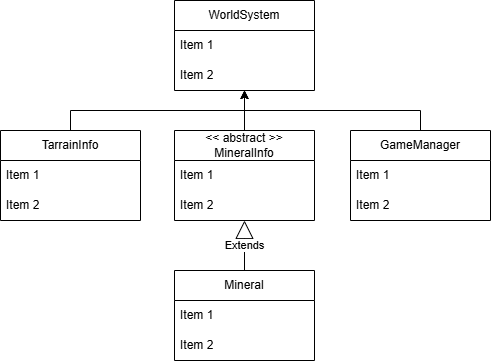 WorldSystem
Item 1
Item 2
TarrainInfo
Item 1
Item 2
<< abstract >>
MineralInfo
Item 1
Item 2
GameManager
Item 1
Item 2
Extends
Mineral
Item 1
Item 2